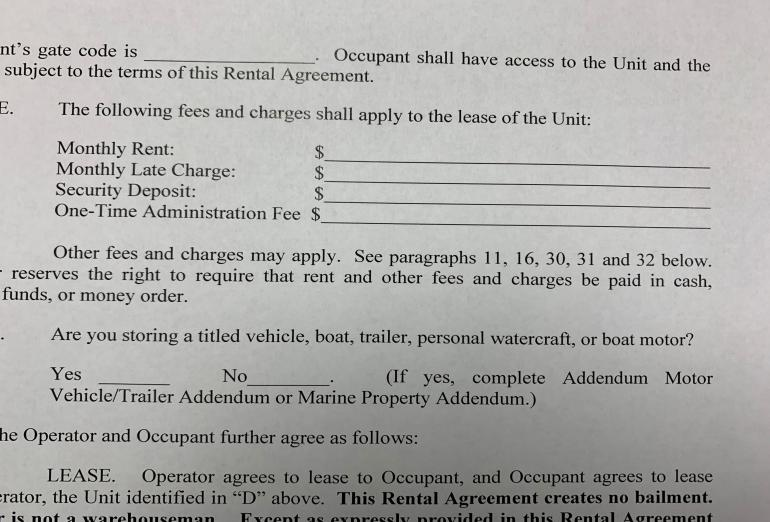 nt's gate code is ____________________. Occupant shall have access to the Unit and the
subject to the terms of this Rental Agreement.
E. The following fees and charges shall apply to the lease of the Unit:
Monthly Rent: $____________________
Monthly Late Charge: $____________________
Security Deposit: $____________________
One-Time Administration Fee $____________________
Other fees and charges may apply. See paragraphs 11, 16, 30, 31 and 32 below.
reserves the right to require that rent and other fees and charges be paid in cash,
funds, or money order.
. Are you storing a titled vehicle, boat, trailer, personal watercraft, or boat motor?
Yes ________ No_________. (If yes, complete Addendum Motor
Vehicle/Trailer Addendum or Marine Property Addendum.)
he Operator and Occupant further agree as follows:
LEASE. Operator agrees to lease to Occupant, and Occupant agrees to lease
erator, the Unit identified in “D” above. This Rental Agreement creates no bailment.
r is not a warehouseman. Except as expressly provided in this Rental Agreement